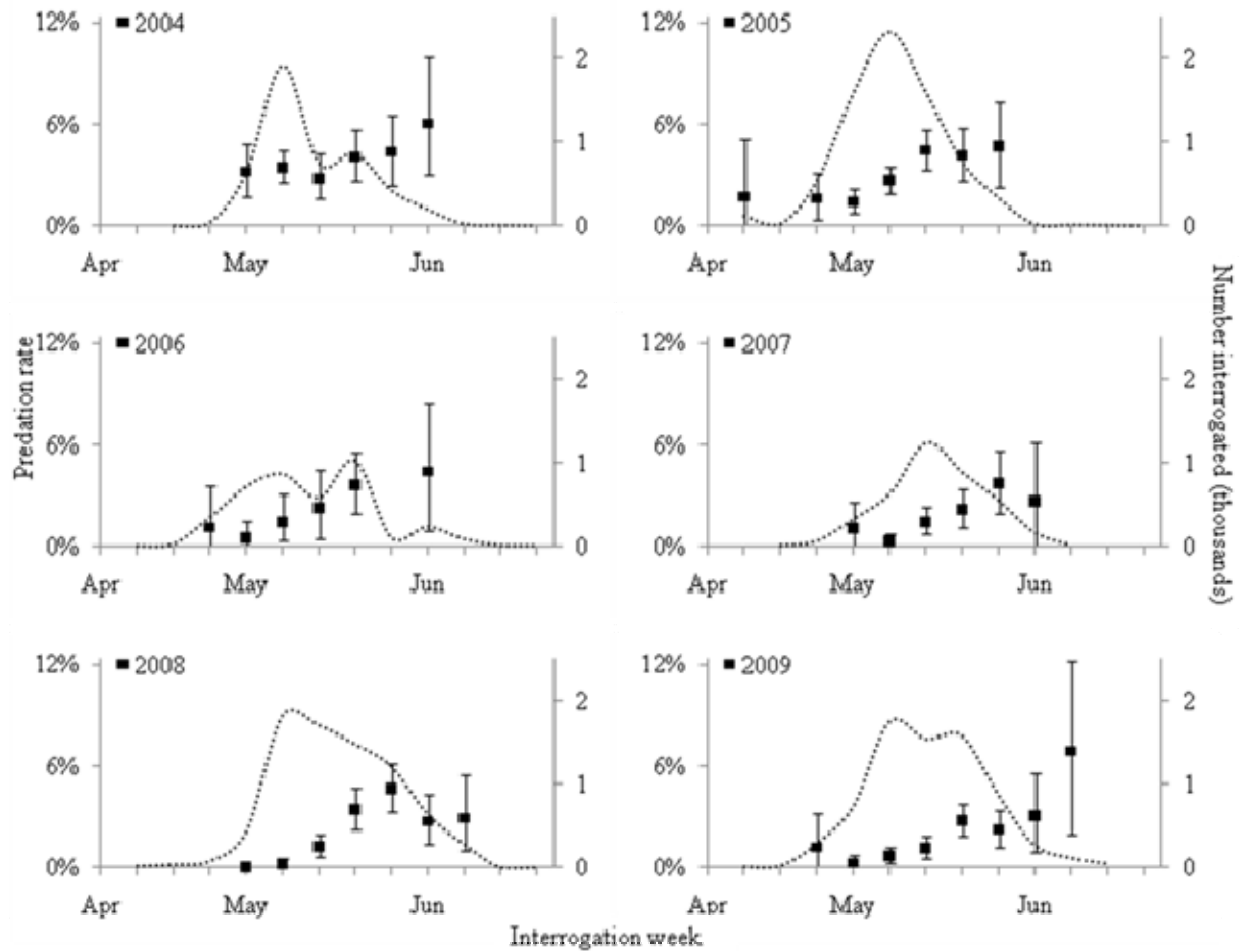 12% ■ 2004
2
6%
1
0%
0
Apr May Jun
12% ■ 2005
2
6%
1
0%
0
Apr May Jun
Predation rate
Number interrogated (thousands)
12% ■ 2006
2
6%
1
0%
0
Apr May Jun
12% ■ 2007
2
6%
1
0%
0
Apr May Jun
12% ■ 2008
2
6%
1
0%
0
Apr May Jun
12% ■ 2009
2
6%
1
0%
0
Apr May Jun
Interrogation week